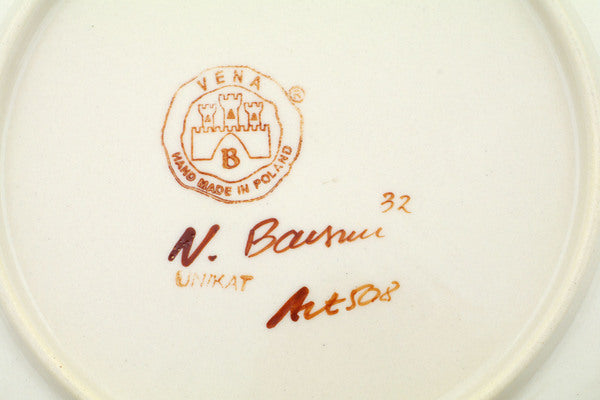 VENA
®
B
HAND MADE IN POLAND
32
N.
UNIKAT
Art 508